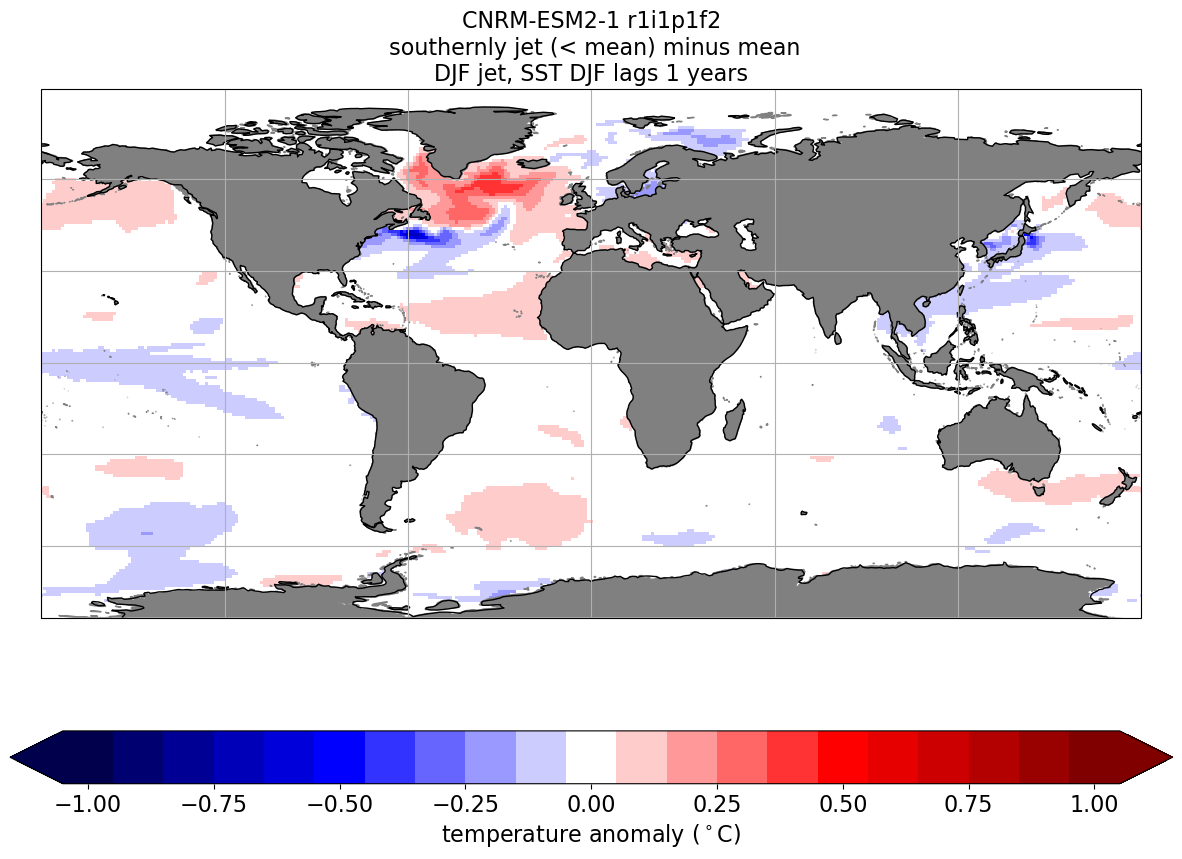 CNRM-ESM2-1 r1i1p1f2
southernly jet (< mean) minus mean
DJF jet, SST DJF lags 1 years
−1.00 −0.75 −0.50 −0.25 0.00 0.25 0.50 0.75 1.00
temperature anomaly (°C)